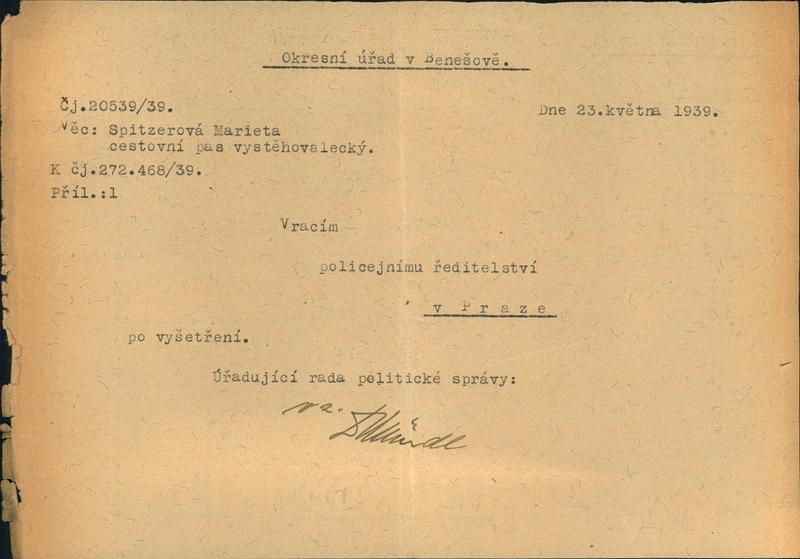 Okresní úřad v Benešově.
Čj.20539/39.
Dne 23.května 1939.
Věc: Spitzerová Marieta
cestovní pas vystěhovalecký.
K čj.272.468/39.
Příl.:1
Vracím
policejnímu ředitelství
v Praze
po vyšetření.
Úřadující rada politické správy:
vz.